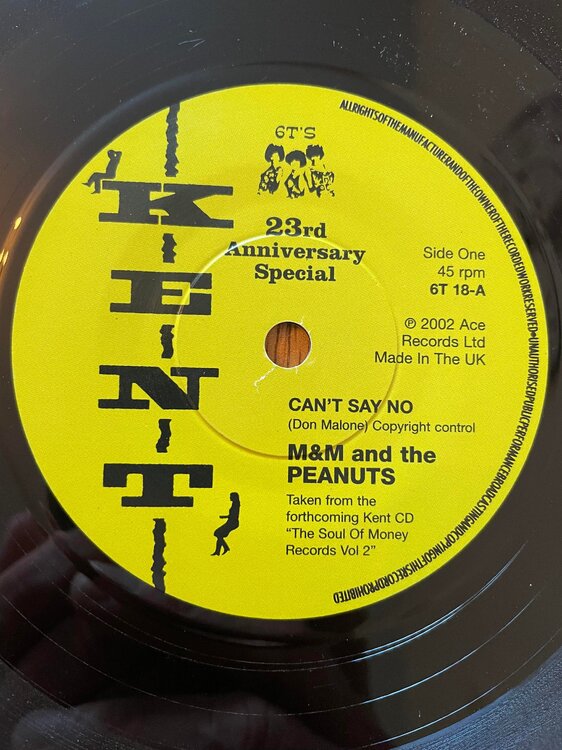 6T'S
KENT
23rd
Anniversary
Special
Side One
45 rpm
6T 18-A
℗ 2002 Ace
Records Ltd
Made In The UK
CAN'T SAY NO
(Don Malone) Copyright control
M&M and the
PEANUTS
Taken from the
forthcoming Kent CD
“The Soul Of Money
Records Vol 2”
ALLRIGHTSOFTHEMANUFACTURERANDOFTHEOWNEROFTHERECORDEDWORKRESERVED•UNAUTHORISEDPUBLICPERFORMANCEBROADCASTINGANDCOPYINGOFTHISRECORDPROHIBITED